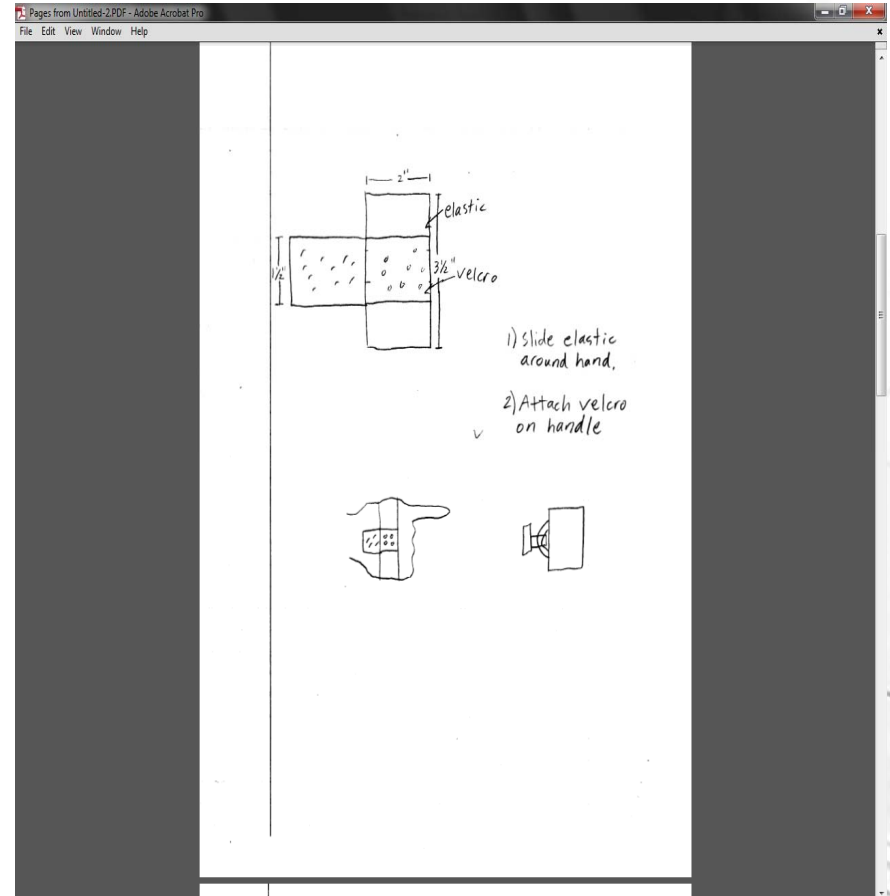 Pages from Untitled-2.PDF - Adobe Acrobat Pro
File Edit View Window Help
2"
elastic
1½"
3½"
velcro
1) Slide elastic
around hand.
2) Attach velcro
on handle